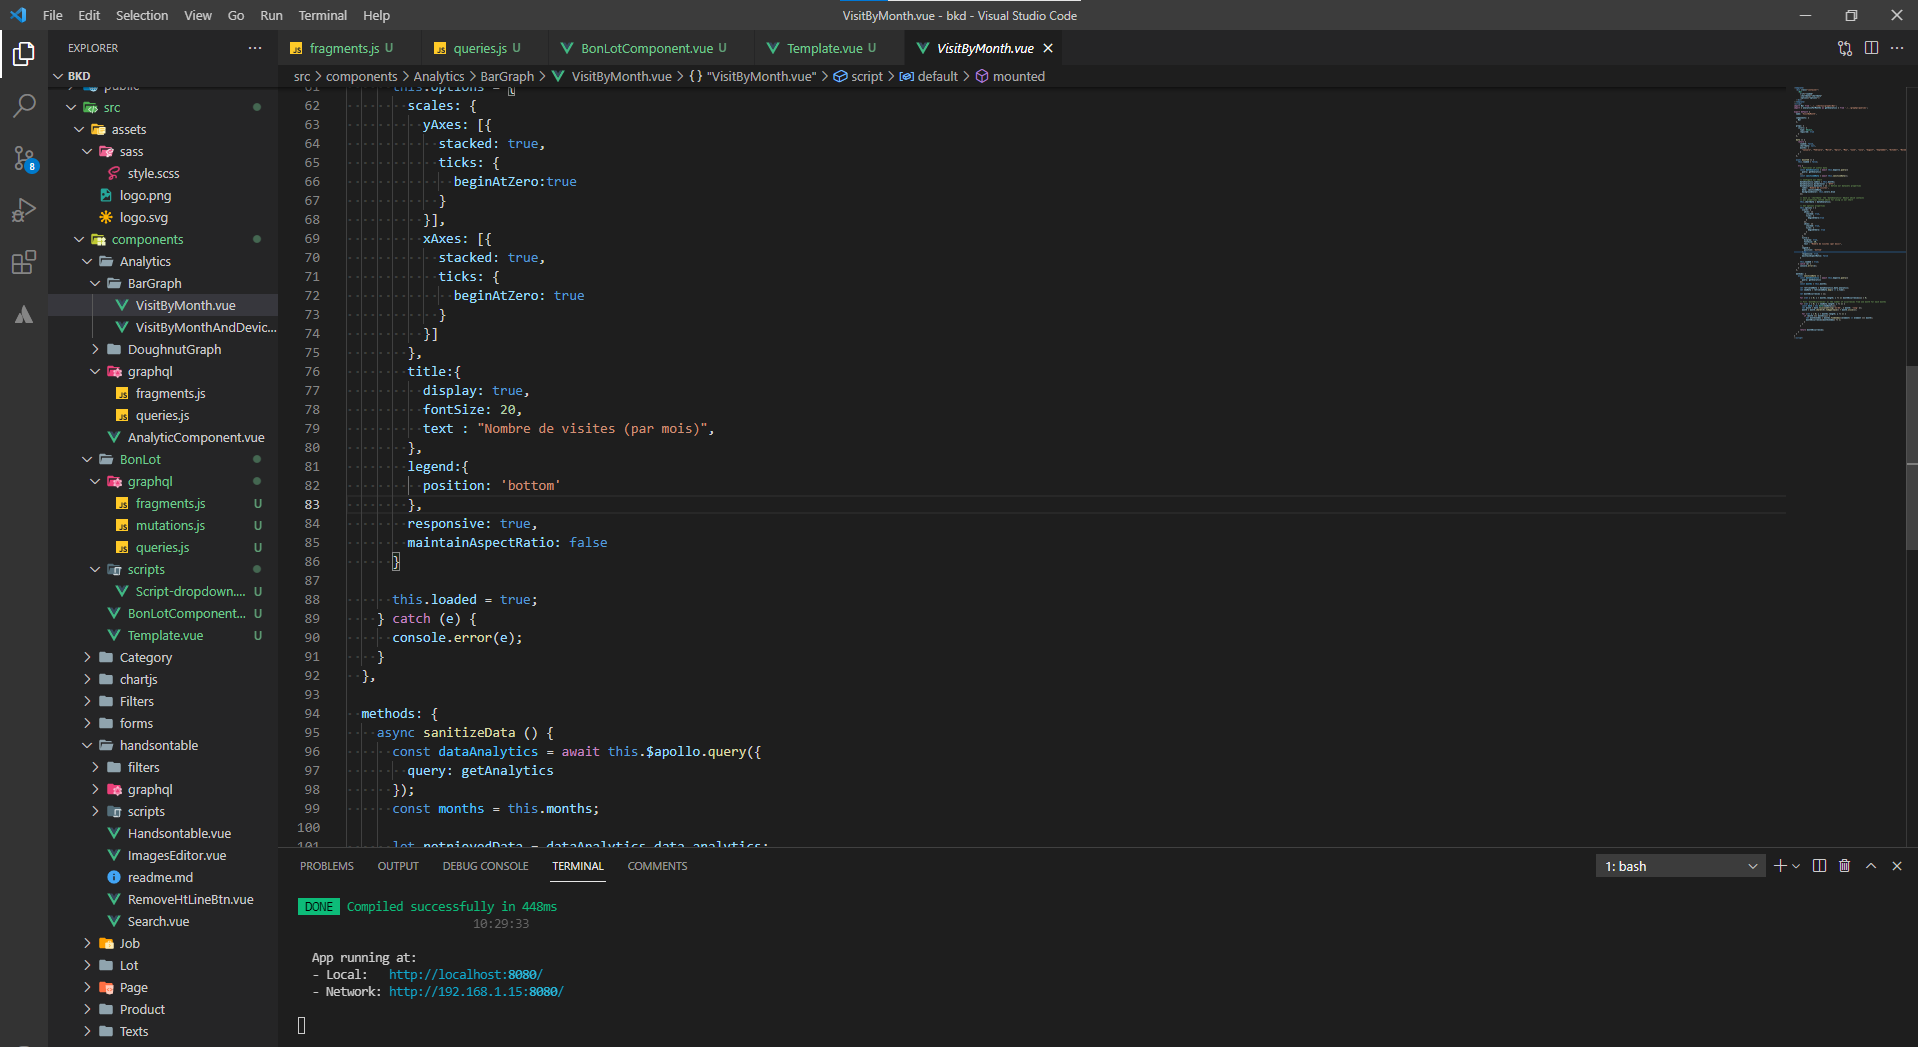 File Edit Selection View Go Run Terminal Help
VisitByMonth.vue - bkd - Visual Studio Code
EXPLORER
BKD
public
src
assets
sass
style.scss
logo.png
logo.svg
components
Analytics
BarGraph
VisitByMonth.vue
VisitByMonthAndDevic...
DoughnutGraph
graphql
fragments.js
queries.js
AnalyticComponent.vue
BonLot
graphql
fragments.js U
mutations.js U
queries.js U
scripts
Script-dropdown.... U
BonLotComponent... U
Template.vue U
Category
chartjs
Filters
forms
handsontable
filters
graphql
scripts
Handsontable.vue
ImagesEditor.vue
readme.md
RemoveHtLineBtn.vue
Search.vue
Job
Lot
Page
Product
Texts
8
fragments.js U queries.js U BonLotComponent.vue U Template.vue U VisitByMonth.vue
src > components > Analytics > BarGraph > VisitByMonth.vue > {} "VisitByMonth.vue" > script > default > mounted
61 this.options = {
62 scales: {
63 yAxes: [{
64 stacked: true,
65 ticks: {
66 beginAtZero:true
67 }
68 }],
69 xAxes: [{
70 stacked: true,
71 ticks: {
72 beginAtZero: true
73 }
74 }]
75 },
76 title:{
77 display: true,
78 fontSize: 20,
79 text : "Nombre de visites (par mois)",
80 },
81 legend:{
82 position: 'bottom'
83 },
84 responsive: true,
85 maintainAspectRatio: false
86 }
87
88 this.loaded = true;
89 } catch (e) {
90 console.error(e);
91 }
92 },
93
94 methods: {
95 async sanitizeData () {
96 const dataAnalytics = await this.$apollo.query({
97 query: getAnalytics
98 });
99 const months = this.months;
100
101 let retrievedData = dataAnalytics.data.analytics;
PROBLEMS OUTPUT DEBUG CONSOLE TERMINAL COMMENTS
1: bash
DONE Compiled successfully in 448ms
10:29:33
App running at:
- Local: http://localhost:8080/
- Network: http://192.168.1.15:8080/